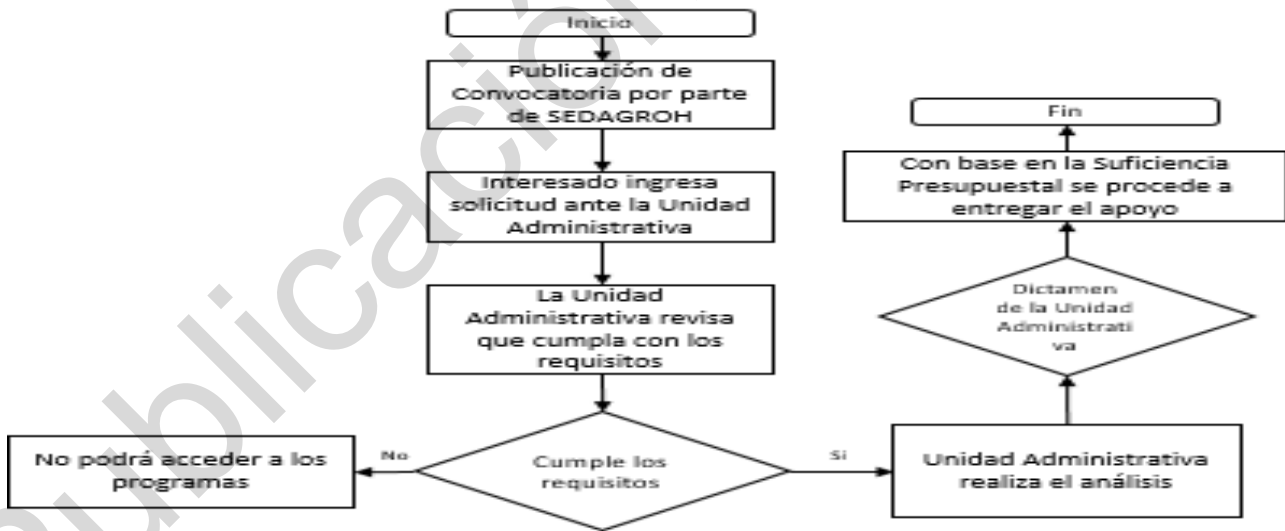 Inicio
Publicación de
Convocatoria por parte
de SEDAGROH
Interesado ingresa
solicitud ante la Unidad
Administrativa
La Unidad
Administrativa revisa
que cumpla con los
requisitos
Cumple los
requisitos
No
No podrá acceder a los
programas
Si
Unidad Administrativa
realiza el análisis
Dictamen
de la Unidad
Administrati
va
Con base en la Suficiencia
Presupuestal se procede a
entregar el apoyo
Fin
ublicación